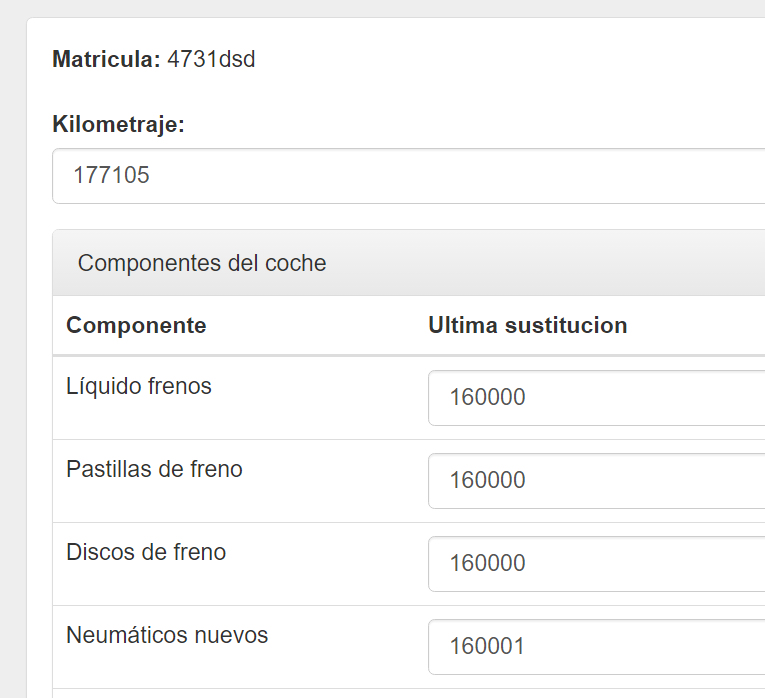 Matricula: 4731dsd
Kilometraje:
177105
Componentes del coche
Componente Ultima sustitucion
Líquido frenos 160000
Pastillas de freno 160000
Discos de freno 160000
Neumáticos nuevos 160001